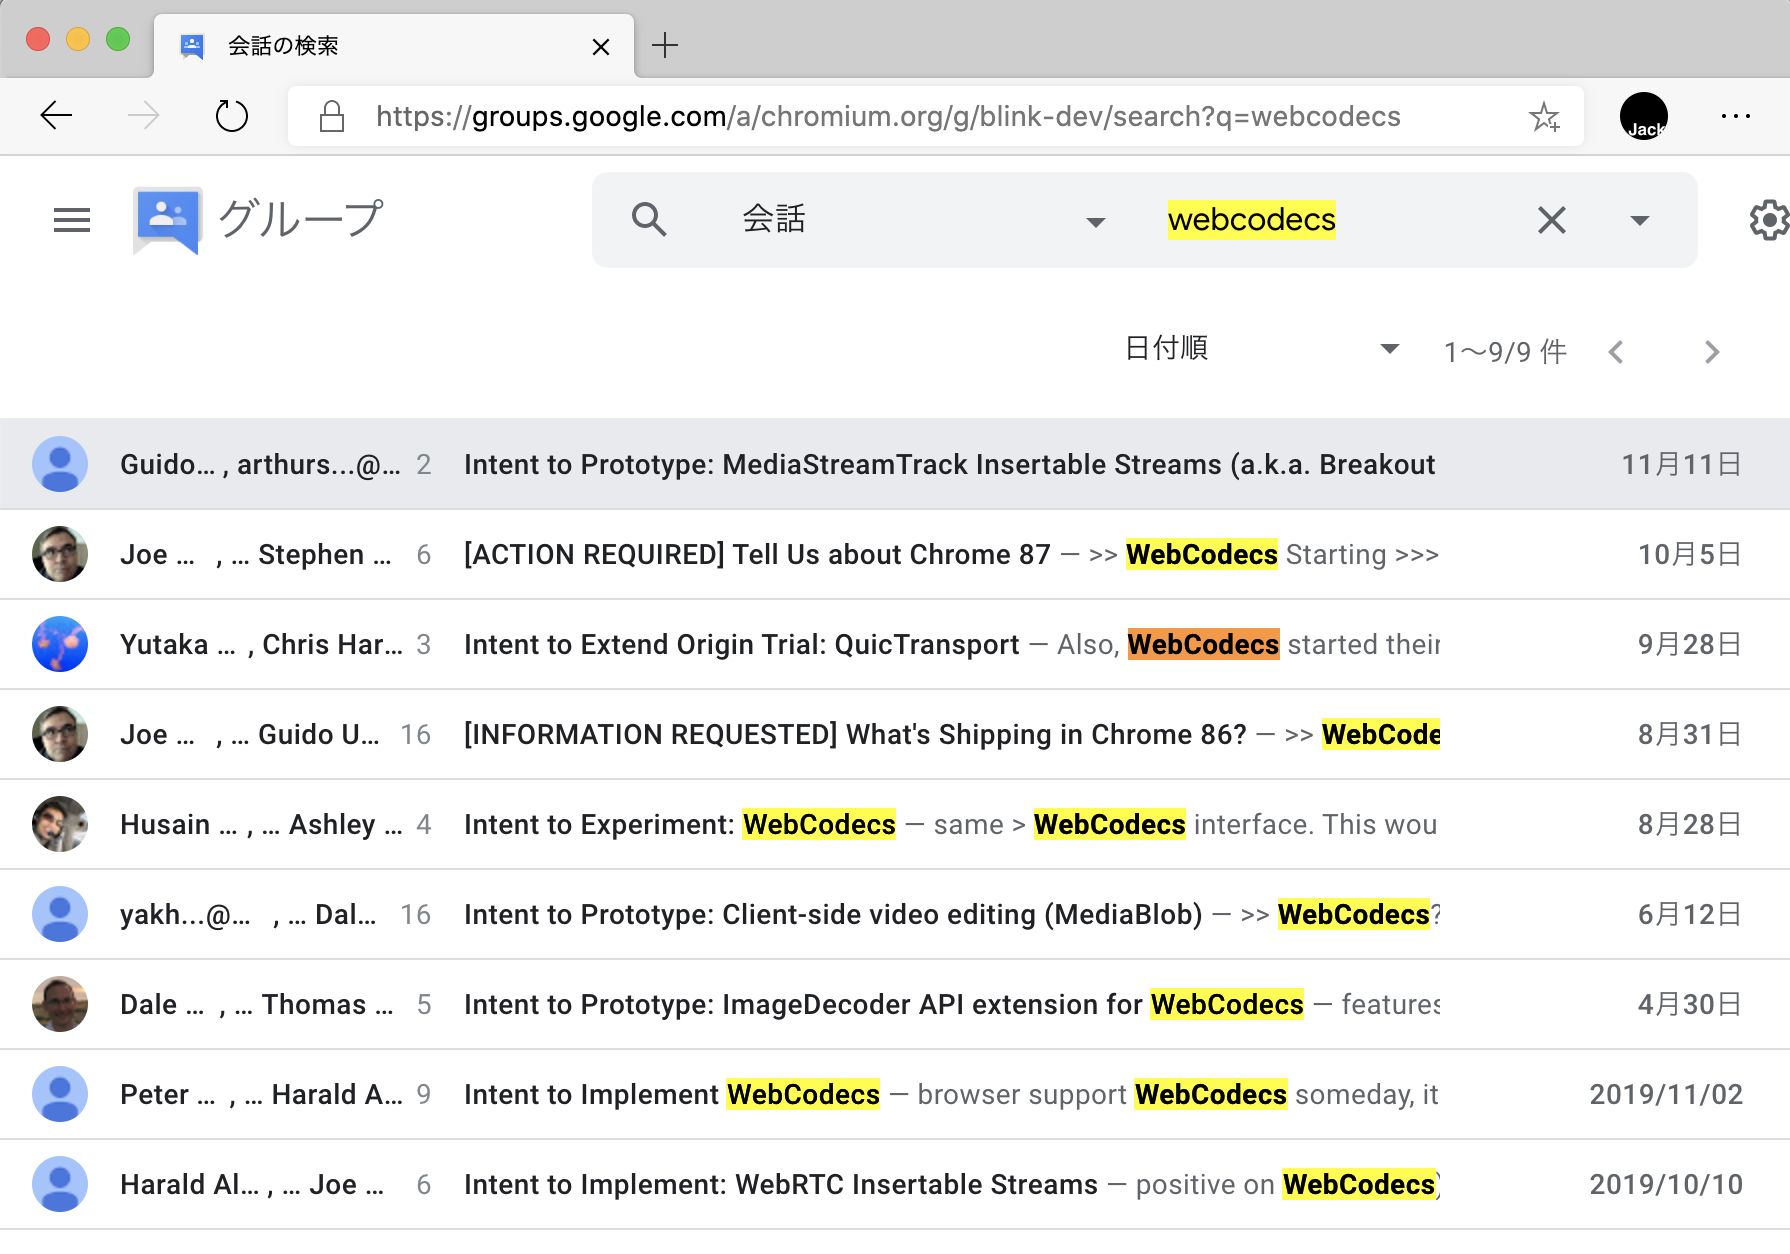 会話の検索
https://groups.google.com/a/chromium.org/g/blink-dev/search?q=webcodecs
Jack
グループ
会話
webcodecs
日付順
1〜9/9 件
Guido… , arthurs...@… 2 Intent to Prototype: MediaStreamTrack Insertable Streams (a.k.a. Breakout 11月11日
Joe … , … Stephen … 6 [ACTION REQUIRED] Tell Us about Chrome 87 — >> WebCodecs Starting >>> 10月5日
Yutaka … , Chris Har… 3 Intent to Extend Origin Trial: QuicTransport — Also, WebCodecs started their 9月28日
Joe … , … Guido U… 16 [INFORMATION REQUESTED] What's Shipping in Chrome 86? — >> WebCode 8月31日
Husain … , … Ashley … 4 Intent to Experiment: WebCodecs — same > WebCodecs interface. This wou 8月28日
yakh...@… , … Dal… 16 Intent to Prototype: Client-side video editing (MediaBlob) — >> WebCodecs? 6月12日
Dale … , … Thomas … 5 Intent to Prototype: ImageDecoder API extension for WebCodecs — features 4月30日
Peter … , … Harald A… 9 Intent to Implement WebCodecs — browser support WebCodecs someday, it 2019/11/02
Harald Al… , … Joe … 6 Intent to Implement: WebRTC Insertable Streams — positive on WebCodecs) 2019/10/10